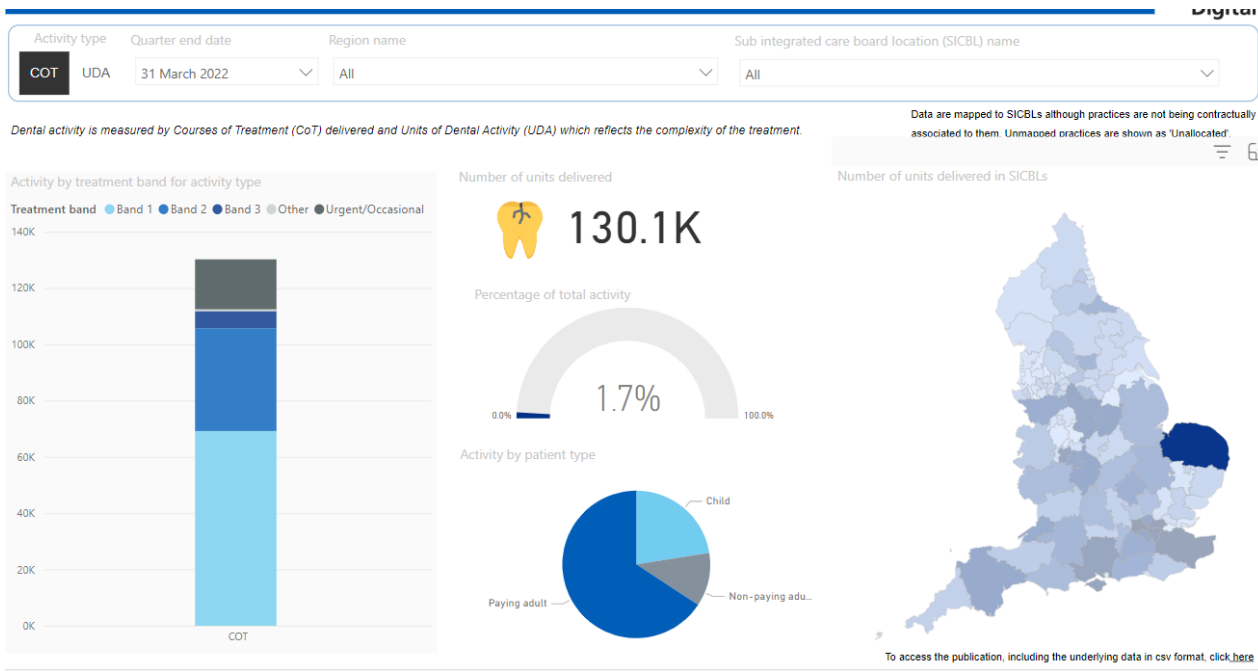 Digital
Activity type
Quarter end date
Region name
Sub integrated care board location (SICBL) name
COT
UDA
31 March 2022
All
All
Dental activity is measured by Courses of Treatment (CoT) delivered and Units of Dental Activity (UDA) which reflects the complexity of the treatment.
Data are mapped to SICBLs although practices are not being contractually
associated to them. Unmapped practices are shown as 'Unallocated'.
Activity by treatment band for activity type
Treatment band Band 1 Band 2 Band 3 Other Urgent/Occasional
140K
120K
100K
80K
60K
40K
20K
0K
COT
Number of units delivered
130.1K
Percentage of total activity
0.0%
1.7%
100.0%
Activity by patient type
Child
Non-paying adu...
Paying adult
Number of units delivered in SICBLs
To access the publication, including the underlying data in csv format, click here